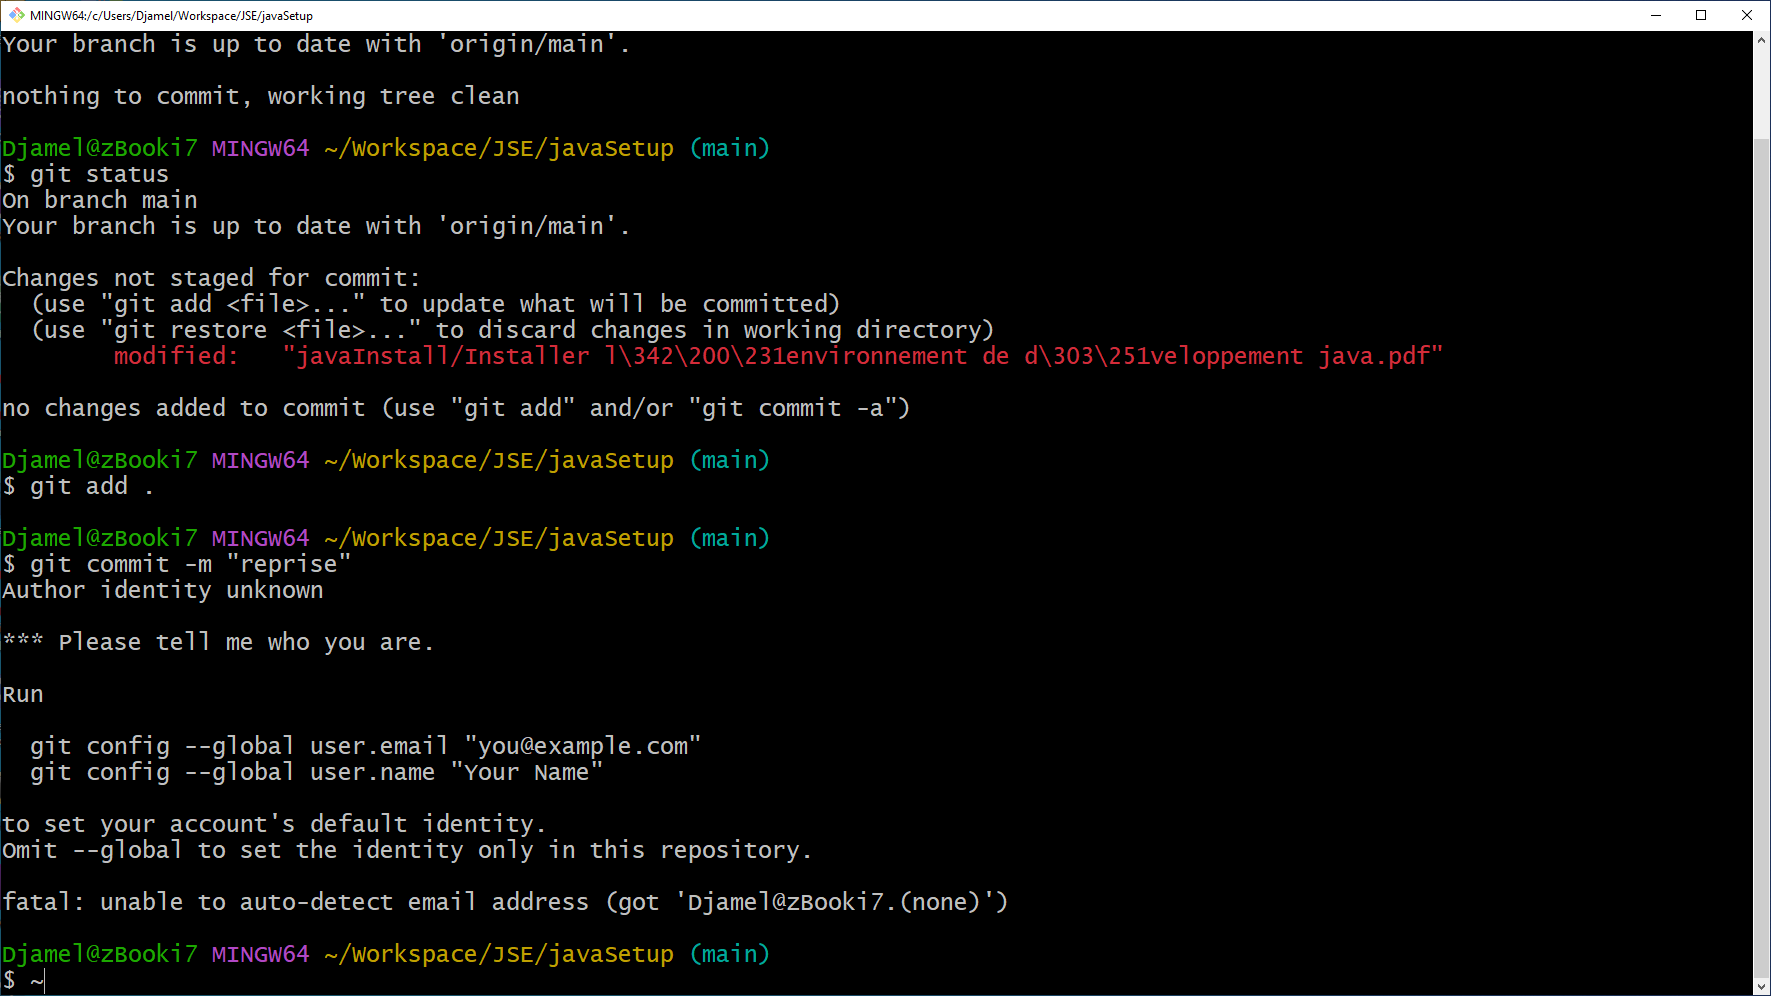 MINGW64:/c/Users/Djamel/Workspace/JSE/javaSetup
Your branch is up to date with 'origin/main'.
nothing to commit, working tree clean
Djamel@zBooki7 MINGW64 ~/Workspace/JSE/javaSetup (main)
$ git status
On branch main
Your branch is up to date with 'origin/main'.
Changes not staged for commit:
  (use "git add <file>..." to update what will be committed)
  (use "git restore <file>..." to discard changes in working directory)
        modified:   "javaInstall/Installer l\342\200\231environnement de d\303\251veloppement java.pdf"
no changes added to commit (use "git add" and/or "git commit -a")
Djamel@zBooki7 MINGW64 ~/Workspace/JSE/javaSetup (main)
$ git add .
Djamel@zBooki7 MINGW64 ~/Workspace/JSE/javaSetup (main)
$ git commit -m "reprise"
Author identity unknown
*** Please tell me who you are.
Run
  git config --global user.email "you@example.com"
  git config --global user.name "Your Name"
to set your account's default identity.
Omit --global to set the identity only in this repository.
fatal: unable to auto-detect email address (got 'Djamel@zBooki7.(none)')
Djamel@zBooki7 MINGW64 ~/Workspace/JSE/javaSetup (main)
$ ~